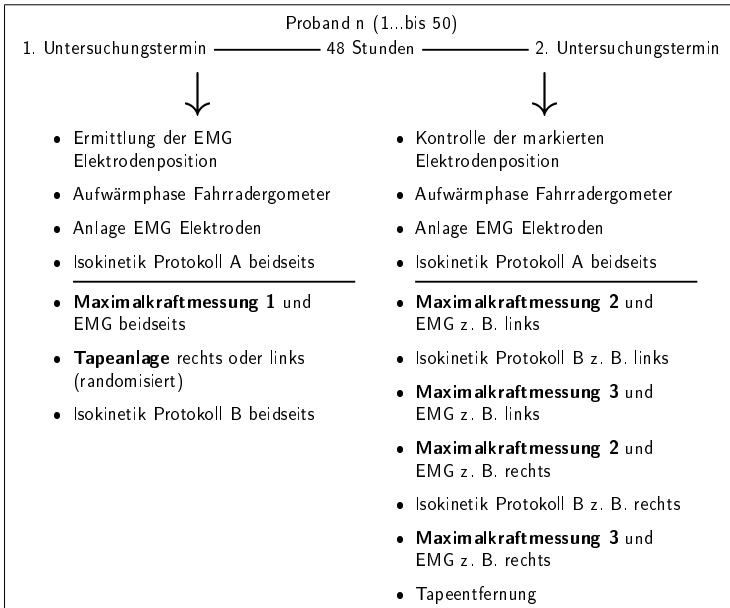 Proband n (1...bis 50)
1. Untersuchungstermin 48 Stunden 2. Untersuchungstermin
• Ermittlung der EMG
Elektrodenposition
• Aufwärmphase Fahrradergometer
• Anlage EMG Elektroden
• Isokinetik Protokoll A beidseits
• Maximalkraftmessung 1 und
EMG beidseits
• Tapeanlage rechts oder links
(randomisiert)
• Isokinetik Protokoll B beidseits
• Kontrolle der markierten
Elektrodenposition
• Aufwärmphase Fahrradergometer
• Anlage EMG Elektroden
• Isokinetik Protokoll A beidseits
• Maximalkraftmessung 2 und
EMG z. B. links
• Isokinetik Protokoll B z. B. links
• Maximalkraftmessung 3 und
EMG z. B. links
• Maximalkraftmessung 2 und
EMG z. B. rechts
• Isokinetik Protokoll B z. B. rechts
• Maximalkraftmessung 3 und
EMG z. B. rechts
• Tapeentfernung